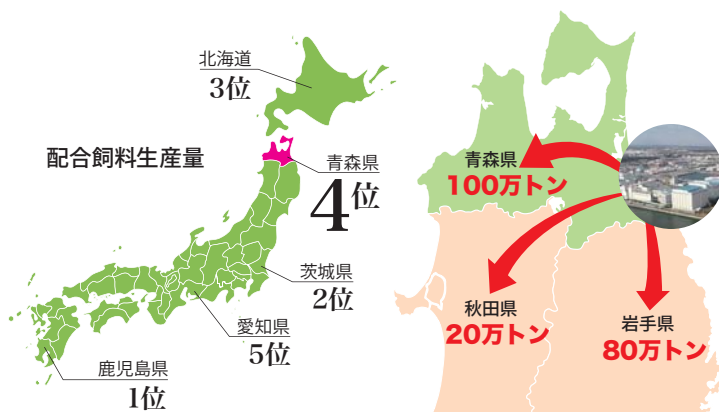 北海道
3位
配合飼料生産量
青森県
4位
茨城県
2位
愛知県
5位
鹿児島県
1位
青森県
100万トン
秋田県
20万トン
岩手県
80万トン